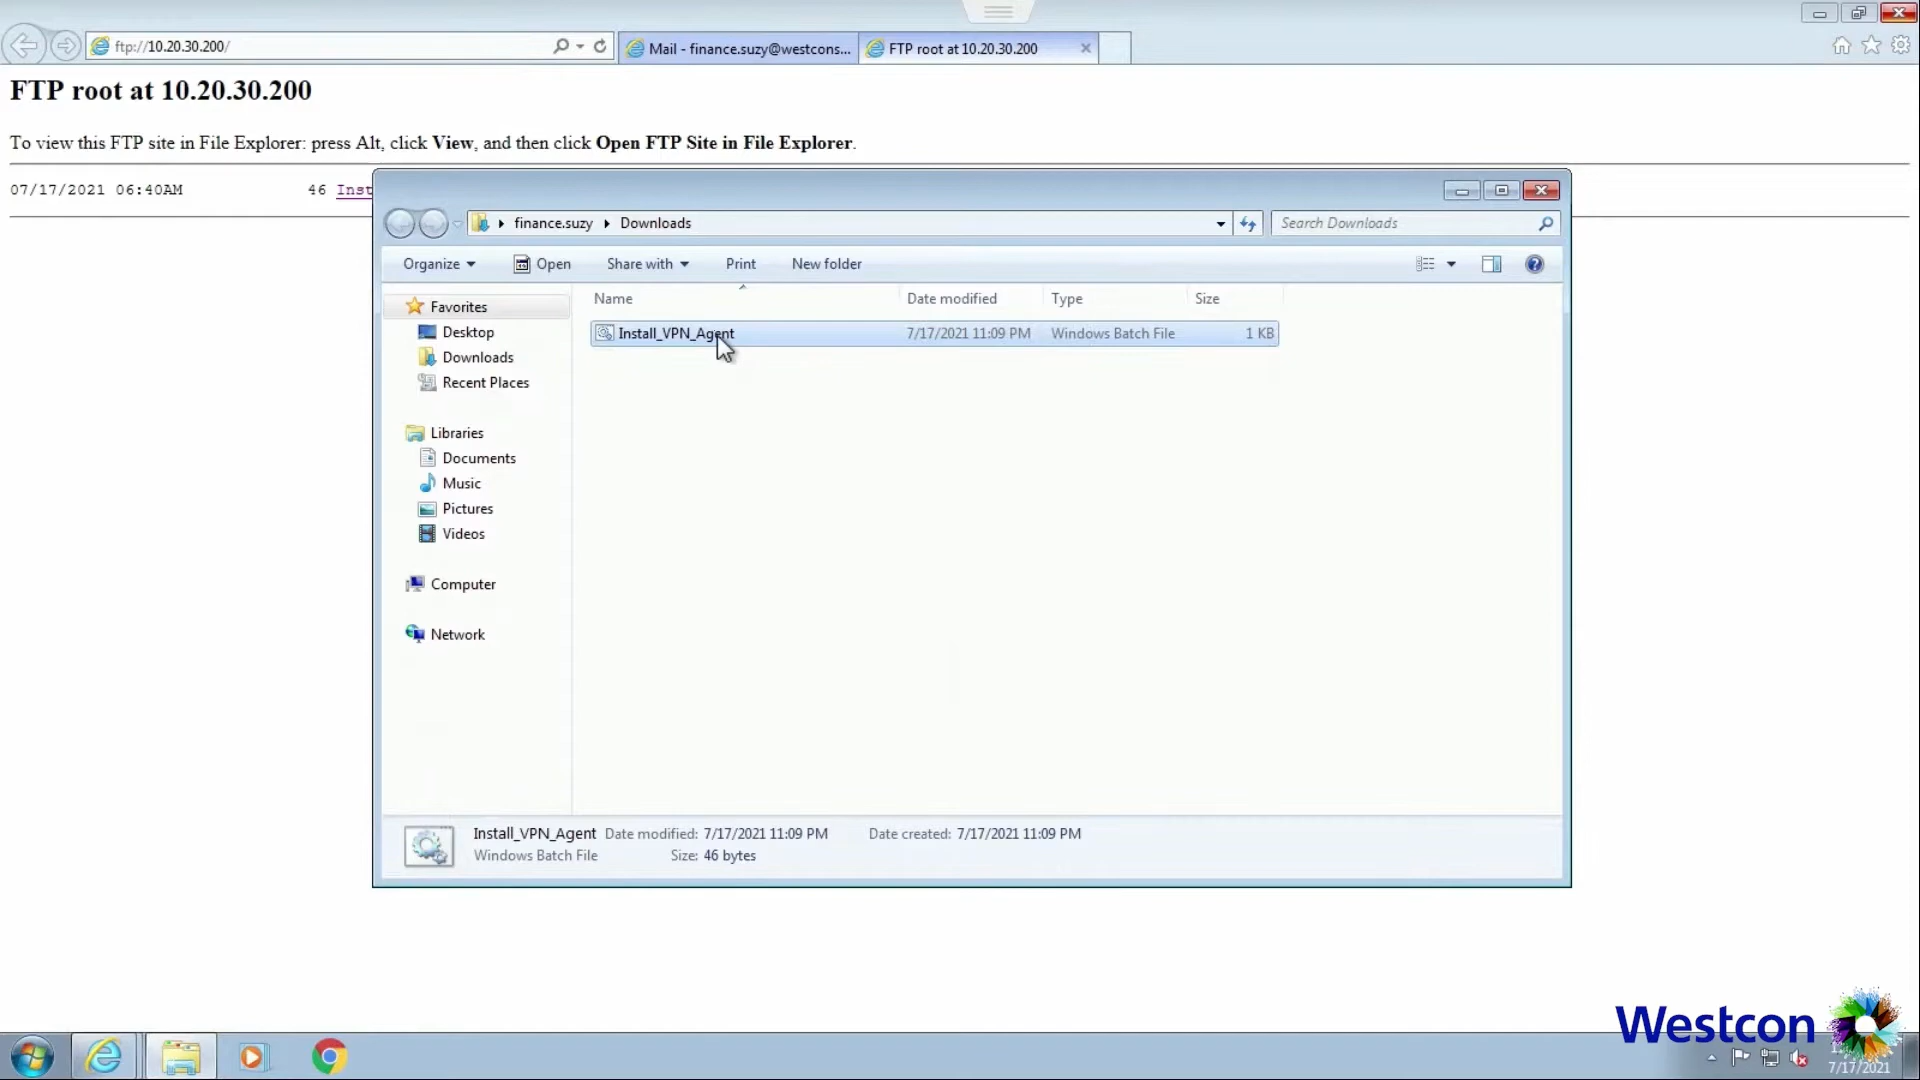 ftp://10.20.30.200/
Mail - finance.suzy@westcons...
FTP root at 10.20.30.200
FTP root at 10.20.30.200
To view this FTP site in File Explorer: press Alt, click View, and then click Open FTP Site in File Explorer.
07/17/2021 06:40AM 46 Inst
finance.suzy Downloads
Search Downloads
Organize Open Share with Print New folder
Name Date modified Type Size
Install_VPN_Agent 7/17/2021 11:09 PM Windows Batch File 1 KB
Favorites
Desktop
Downloads
Recent Places
Libraries
Documents
Music
Pictures
Videos
Computer
Network
Install_VPN_Agent Date modified: 7/17/2021 11:09 PM Date created: 7/17/2021 11:09 PM
Windows Batch File Size: 46 bytes
Westcon
7/17/2021